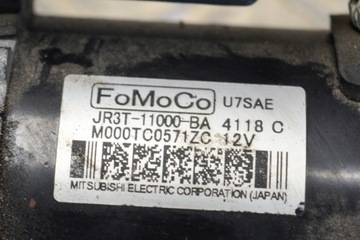 FoMoCo U7SAE
JR3T-11000-BA 4118 C
M000TC0571ZC 12V
MITSUBISHI ELECTRIC CORPORATION (JAPAN)